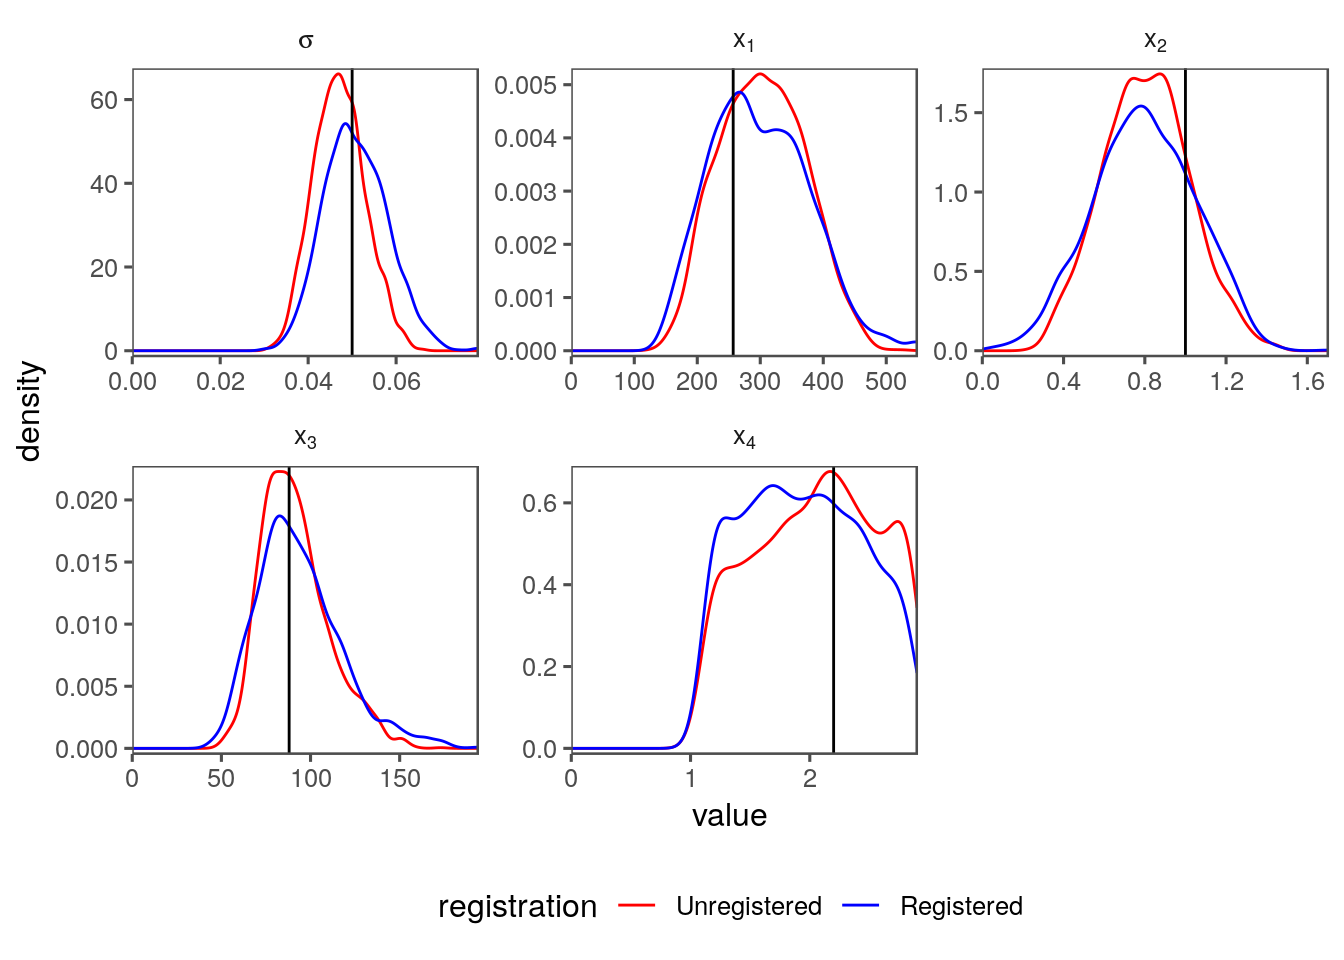 σ x₁ x₂
60
40
20
0
0.00 0.02 0.04 0.06
0.005
0.004
0.003
0.002
0.001
0.000
0 100 200 300 400 500
1.5
1.0
0.5
0.0
0.0 0.4 0.8 1.2 1.6
density
x₃ x₄
0.020
0.015
0.010
0.005
0.000
0 50 100 150
0.6
0.4
0.2
0.0
0 1 2
value
registration Unregistered Registered